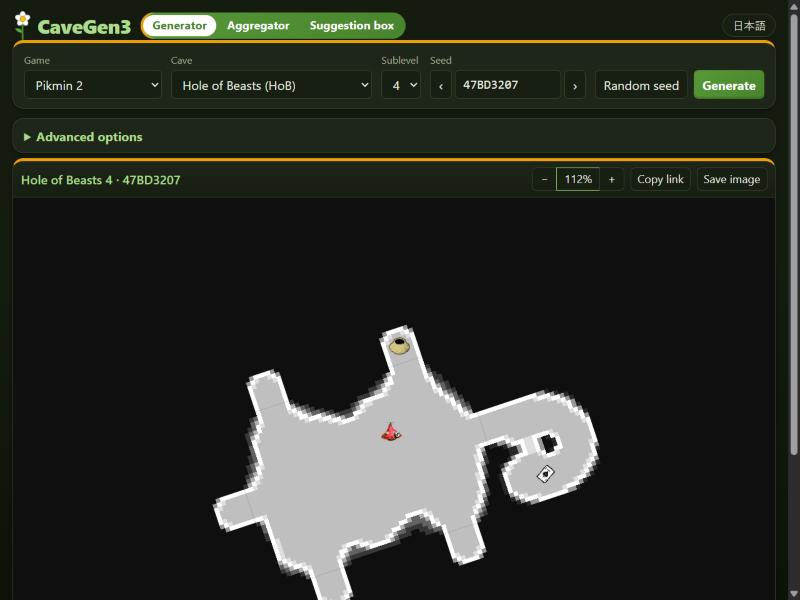 CaveGen3
Generator
Aggregator
Suggestion box
日本語
Game
Cave
Sublevel
Seed
Pikmin 2
Hole of Beasts (HoB)
4
‹
47BD3207
›
Random seed
Generate
▶ Advanced options
Hole of Beasts 4 · 47BD3207
−
112%
+
Copy link
Save image